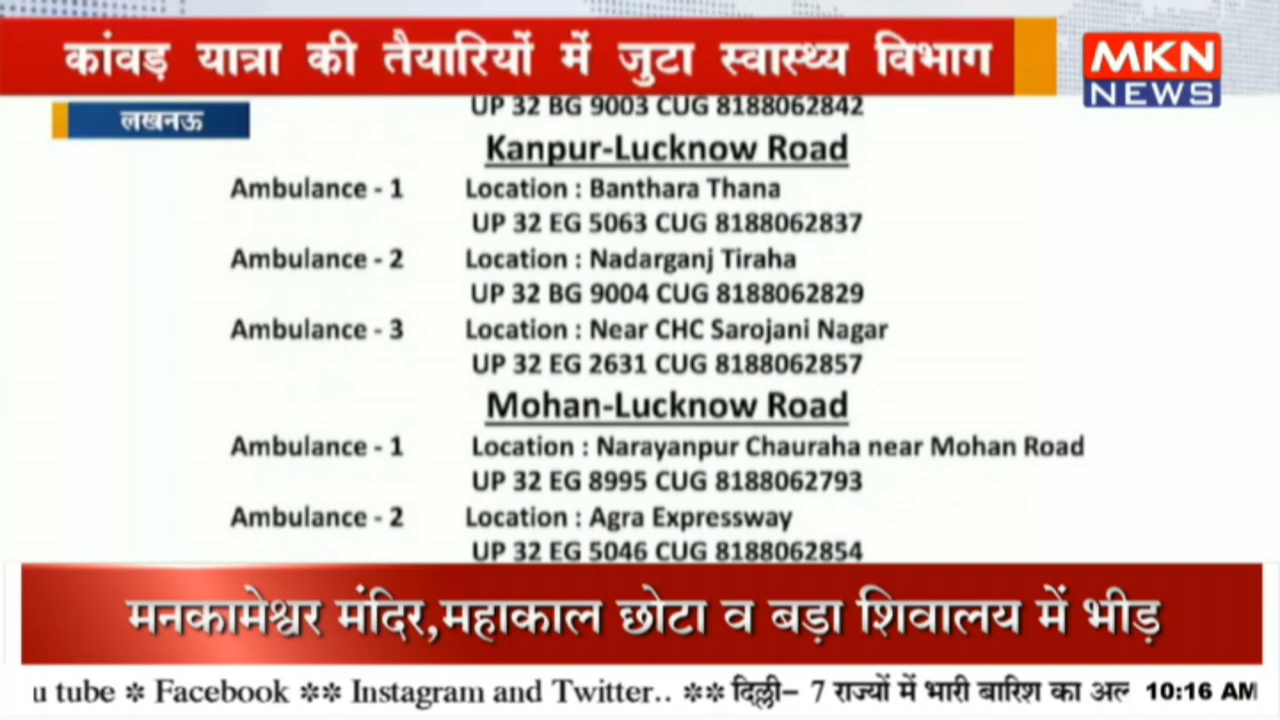 कांवड़ यात्रा की तैयारियों में जुटा स्वास्थ्य विभाग
MKN
NEWS
लखनऊ
UP 32 BG 9003 CUG 8188062842
Kanpur-Lucknow Road
Ambulance - 1 Location : Banthara Thana
UP 32 EG 5063 CUG 8188062837
Ambulance - 2 Location : Nadarganj Tiraha
UP 32 BG 9004 CUG 8188062829
Ambulance - 3 Location : Near CHC Sarojani Nagar
UP 32 EG 2631 CUG 8188062857
Mohan-Lucknow Road
Ambulance - 1 Location : Narayanpur Chauraha near Mohan Road
UP 32 EG 8995 CUG 8188062793
Ambulance - 2 Location : Agra Expressway
UP 32 EG 5046 CUG 8188062854
मनकामेश्वर मंदिर,महाकाल छोटा व बड़ा शिवालय में भीड़
u tube ❊ Facebook ❊❊ Instagram and Twitter.. ❊❊ दिल्ली– 7 राज्यों में भारी बारिश का अल 10:16 AM